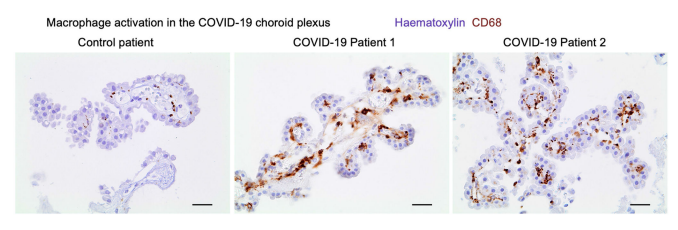 Macrophage activation in the COVID-19 choroid plexus Haematoxylin CD68
Control patient COVID-19 Patient 1 COVID-19 Patient 2